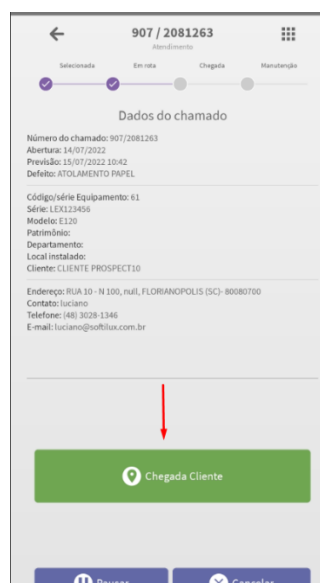 907 / 2081263
Atendimento
Selecionada Em rota Chegada Manutenção
Dados do chamado
Número do chamado: 907/2081263
Abertura: 14/07/2022
Previsão: 15/07/2022 10:42
Defeito: ATOLAMENTO PAPEL
Código/série Equipamento: 61
Série: LEX123456
Modelo: E120
Patrimônio:
Departamento:
Local instalado:
Cliente: CLIENTE PROSPECT10
Endereço: RUA 10 - N 100, null, FLORIANOPOLIS (SC)- 80080700
Contato: luciano
Telefone: (48) 3028-1346
E-mail: luciano@softilux.com.br
Chegada Cliente
Pausar Cancelar